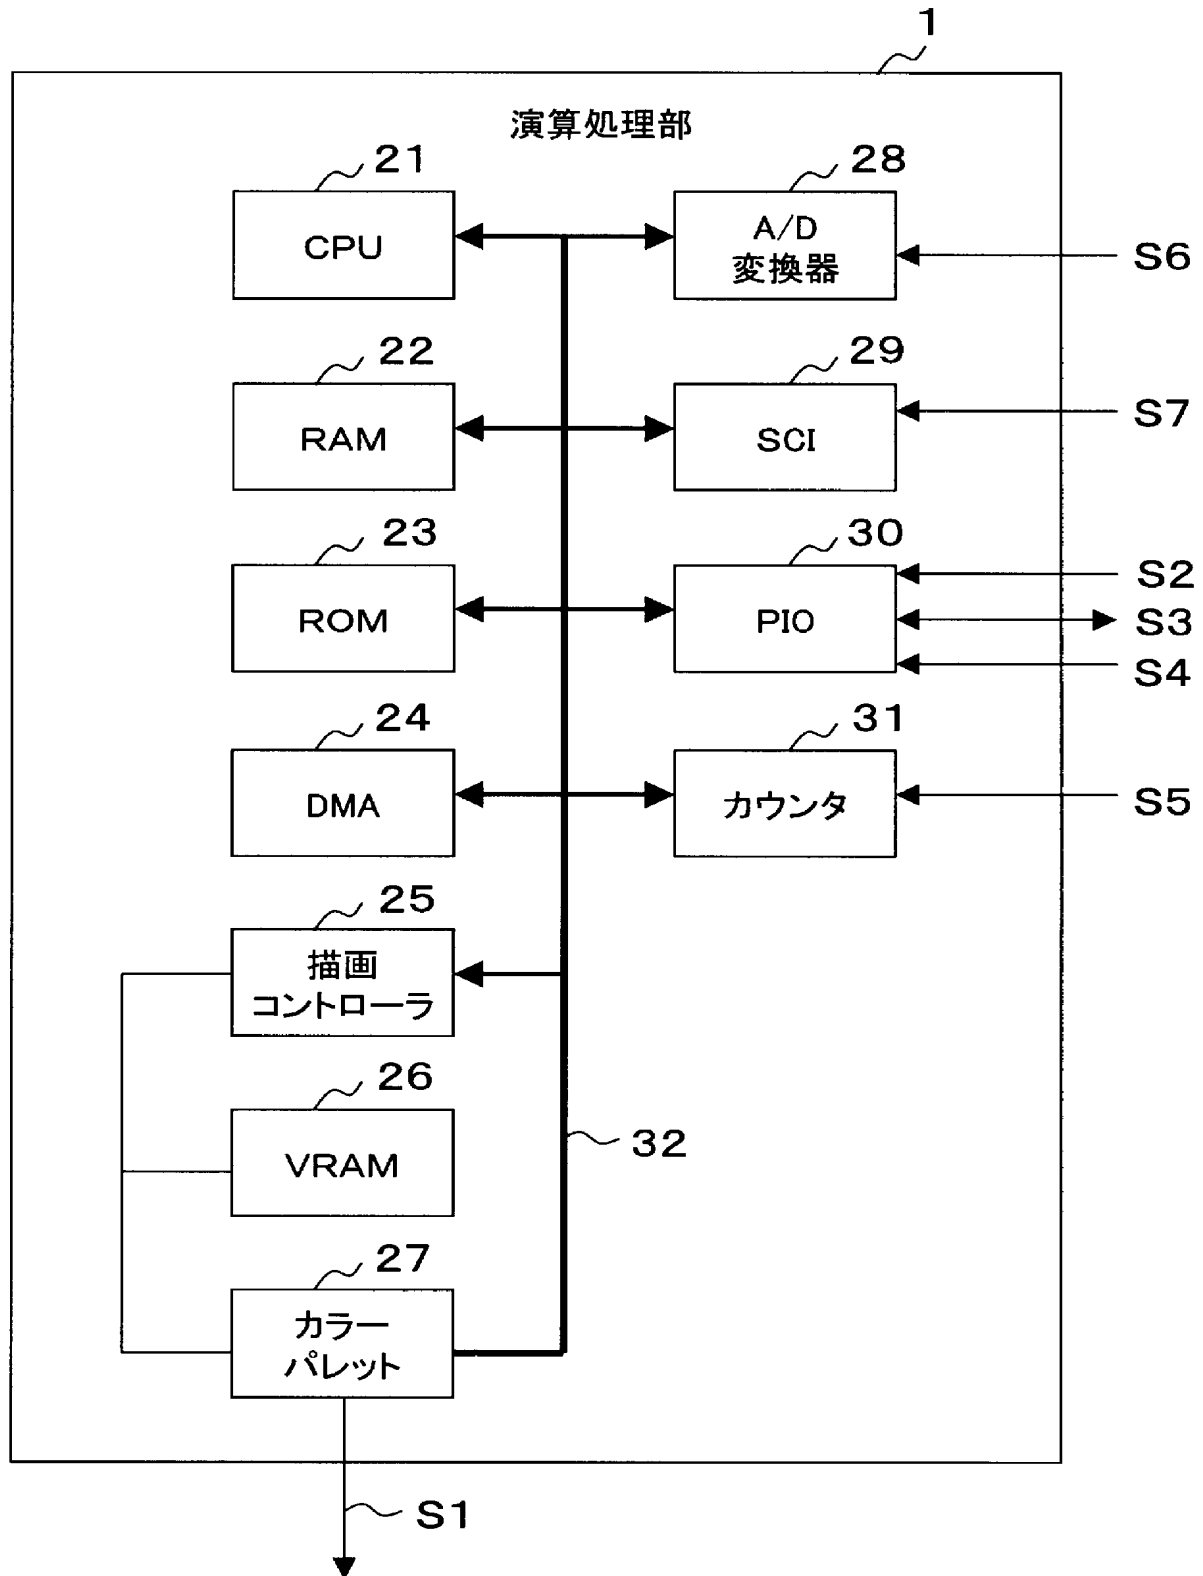 1
演算処理部
21
CPU
28
A/D
変換器
S6
22
RAM
29
SCI
S7
23
ROM
30
PIO
S2
S3
S4
24
DMA
31
カウンタ
S5
25
描画
コントローラ
26
VRAM
32
27
カラー
パレット
S1